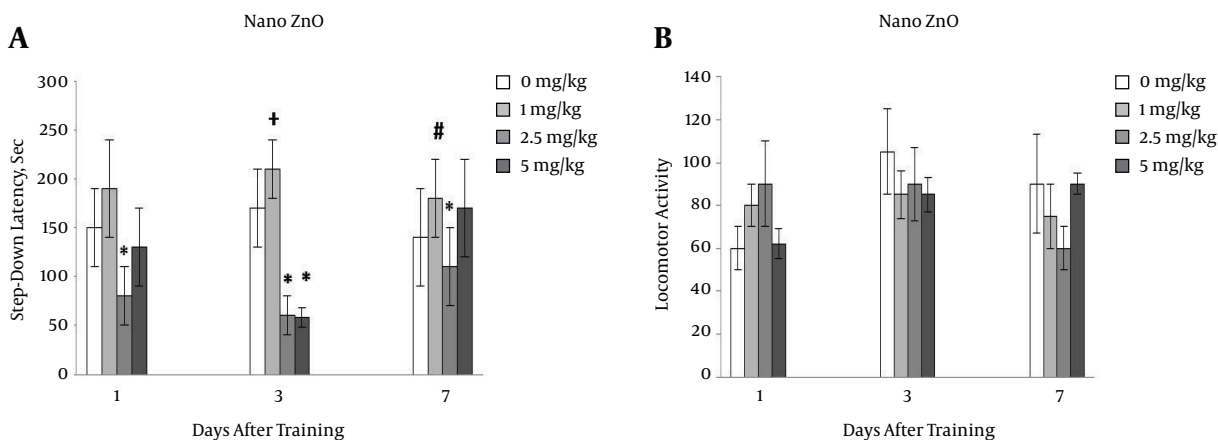 Nano ZnO
A
300
250
200
150
100
50
0
Step-Down Latency, Sec
+
#
*
* *
*
0 mg/kg
1 mg/kg
2.5 mg/kg
5 mg/kg
1 3 7
Days After Training
Nano ZnO
B
140
120
100
80
60
40
20
0
Locomotor Activity
0 mg/kg
1 mg/kg
2.5 mg/kg
5 mg/kg
1 3 7
Days After Training